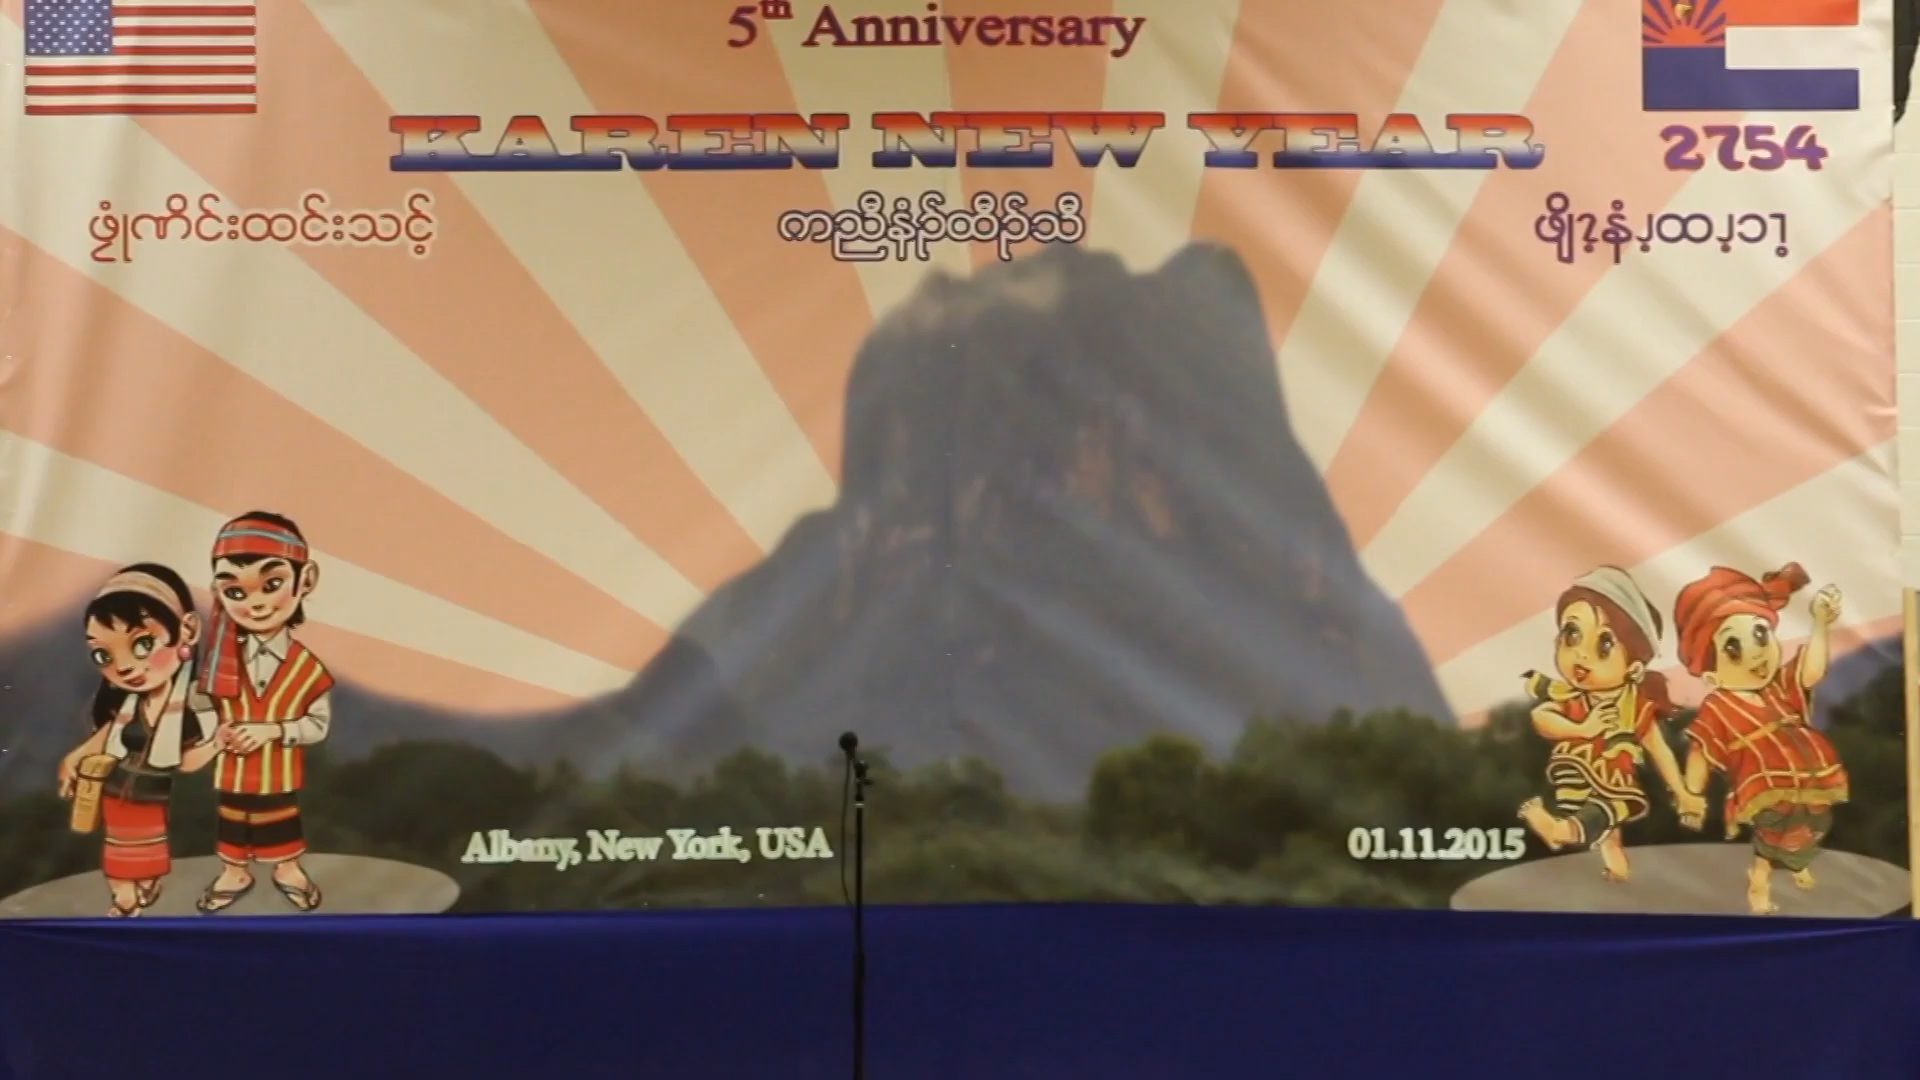 5th Anniversary
KAREN NEW YEAR
2754
ဖၠုံဏိင်းထင်းသင့်
ကညီနံၣ်ထီၣ်သီ
ဖျိၪ့နံၪ့ထၪ့ၥၪ့
Albany, New York, USA
01.11.2015